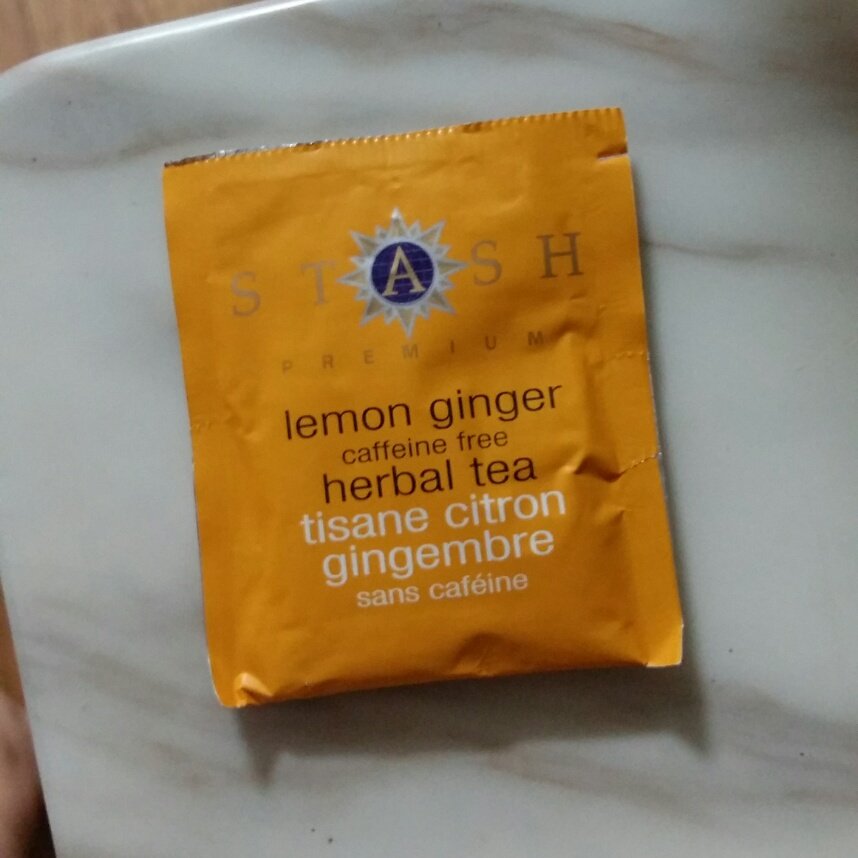 STASH
PREMIUM
lemon ginger
caffeine free
herbal tea
tisane citron
gingembre
sans caféine